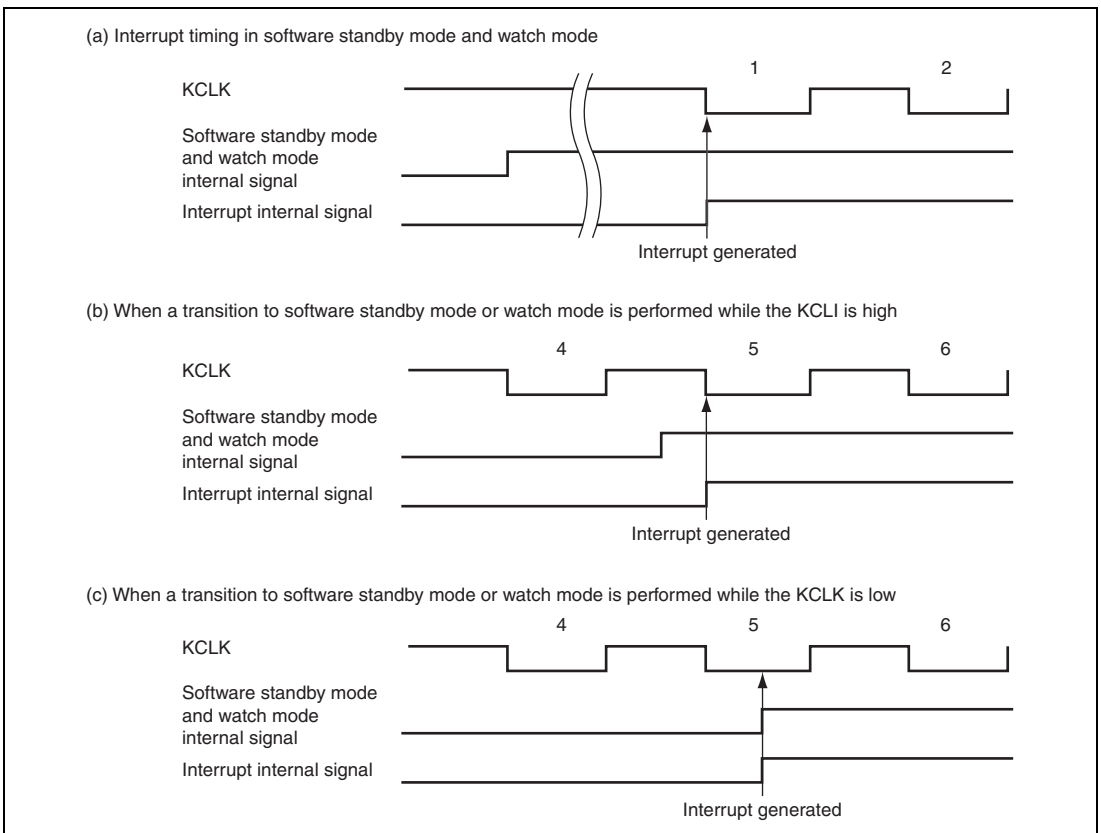 (a) Interrupt timing in software standby mode and watch mode
1 2
KCLK
Software standby mode
and watch mode
internal signal
Interrupt internal signal
Interrupt generated
(b) When a transition to software standby mode or watch mode is performed while the KCLI is high
4 5 6
KCLK
Software standby mode
and watch mode
internal signal
Interrupt internal signal
Interrupt generated
(c) When a transition to software standby mode or watch mode is performed while the KCLK is low
4 5 6
KCLK
Software standby mode
and watch mode
internal signal
Interrupt internal signal
Interrupt generated